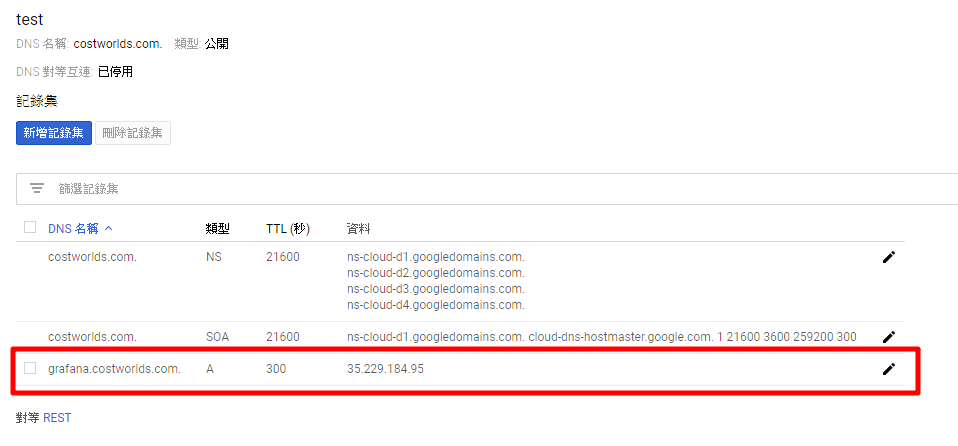 test
DNS 名稱: costworlds.com. 類型: 公開
DNS 對等互連: 已停用
記錄集
新增記錄集 刪除記錄集
篩選記錄集
DNS 名稱 類型 TTL (秒) 資料
costworlds.com. NS 21600 ns-cloud-d1.googledomains.com.
ns-cloud-d2.googledomains.com.
ns-cloud-d3.googledomains.com.
ns-cloud-d4.googledomains.com.
costworlds.com. SOA 21600 ns-cloud-d1.googledomains.com. cloud-dns-hostmaster.google.com. 1 21600 3600 259200 300
grafana.costworlds.com. A 300 35.229.184.95
對等 REST